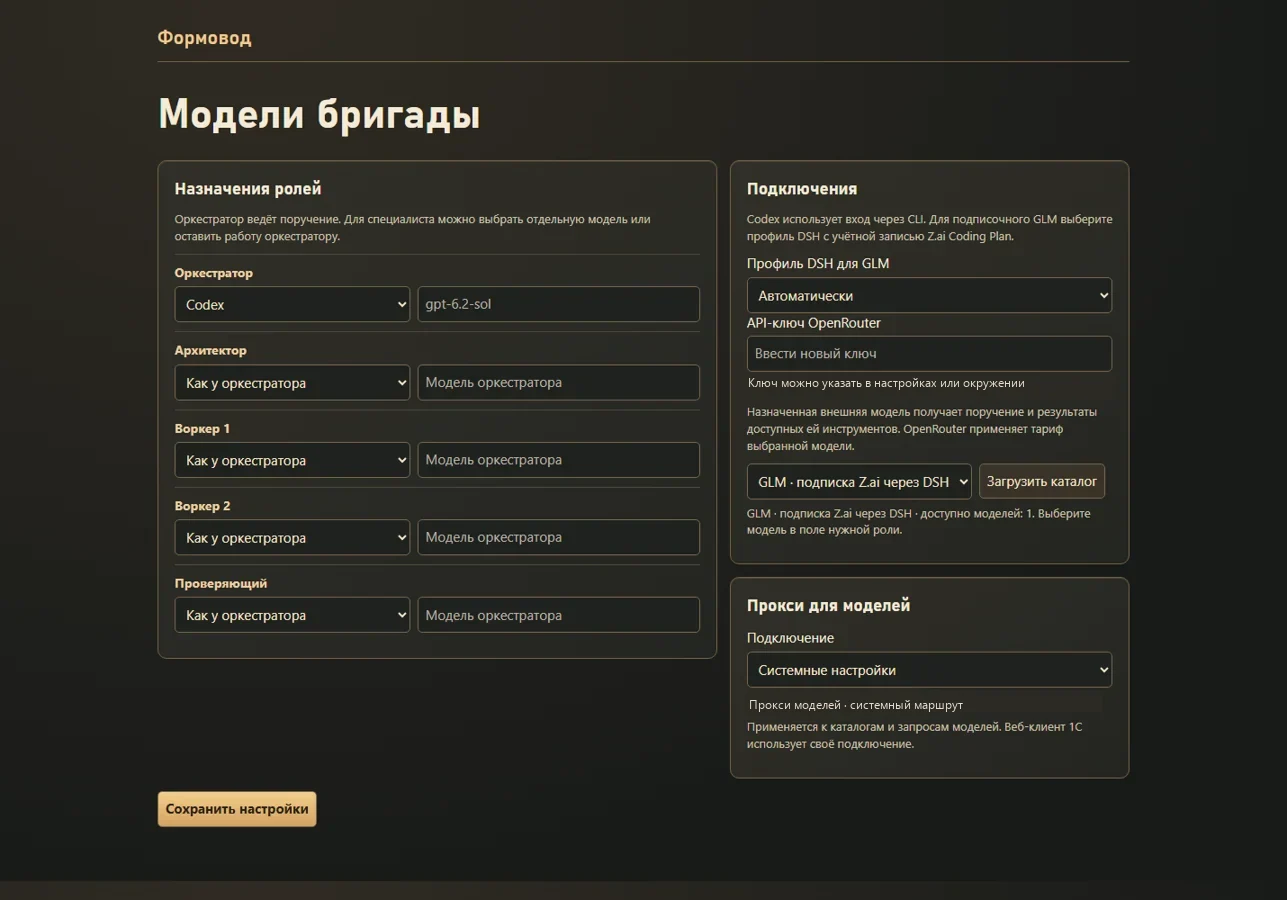 Формовод
Модели бригады
Назначения ролей
Оркестратор ведёт поручение. Для специалиста можно выбрать отдельную модель или
оставить работу оркестратору.
Оркестратор
Codex
gpt-6.2-sol
Архитектор
Как у оркестратора
Модель оркестратора
Воркер 1
Как у оркестратора
Модель оркестратора
Воркер 2
Как у оркестратора
Модель оркестратора
Проверяющий
Как у оркестратора
Модель оркестратора
Подключения
Codex использует вход через CLI. Для подписочного GLM выберите
профиль DSH с учётной записью Z.ai Coding Plan.
Профиль DSH для GLM
Автоматически
API-ключ OpenRouter
Ввести новый ключ
Ключ можно указать в настройках или окружении
Назначенная внешняя модель получает поручение и результаты
доступных ей инструментов. OpenRouter применяет тариф
выбранной модели.
GLM · подписка Z.ai через DSH
Загрузить каталог
GLM · подписка Z.ai через DSH · доступно моделей: 1. Выберите
модель в поле нужной роли.
Прокси для моделей
Подключение
Системные настройки
Прокси моделей · системный маршрут
Применяется к каталогам и запросам моделей. Веб-клиент 1С
использует своё подключение.
Сохранить настройки